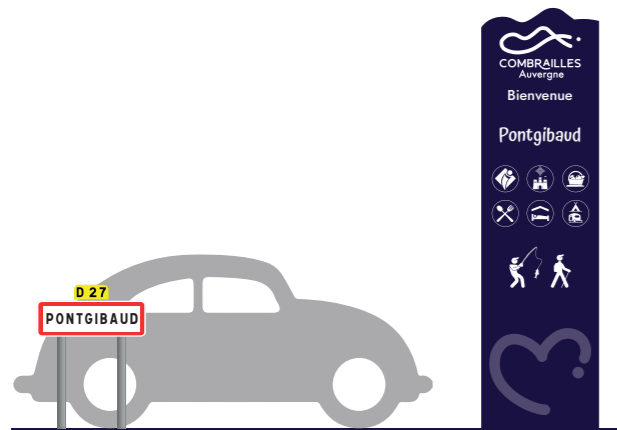 COMBRAILLES
Auvergne
Bienvenue
Pontgibaud
D 27
PONTGIBAUD